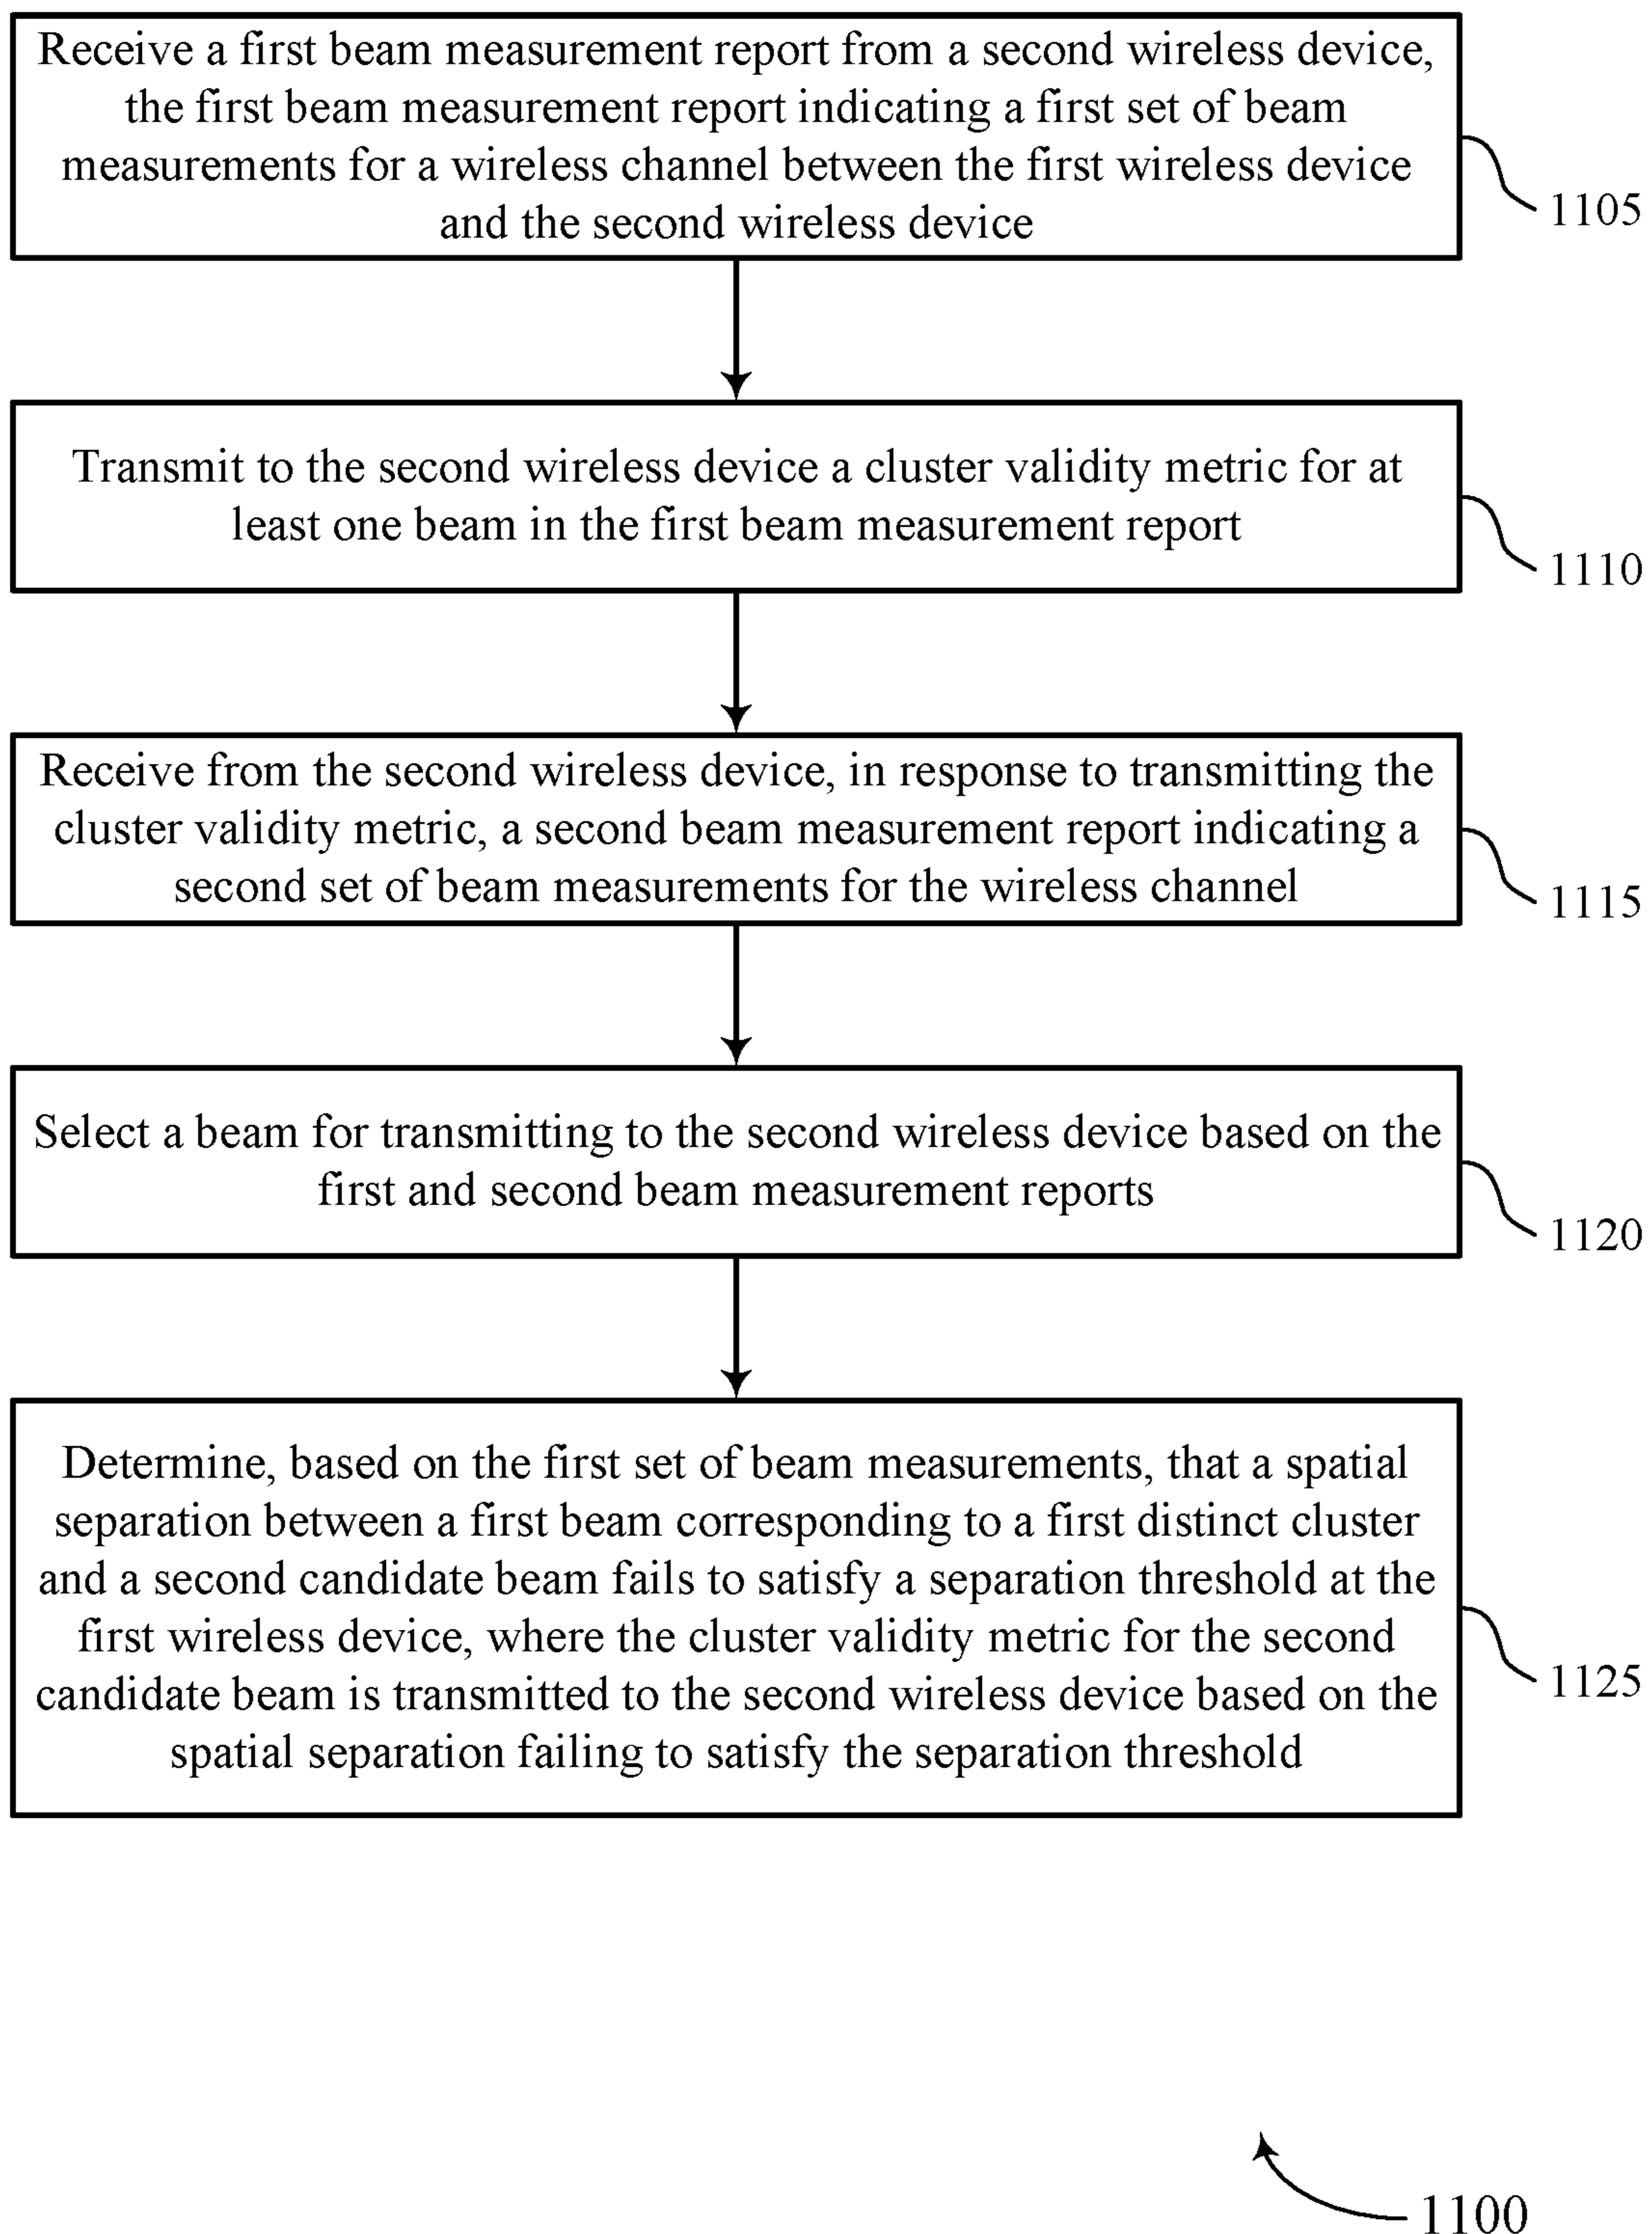 Receive a first beam measurement report from a second wireless device,
the first beam measurement report indicating a first set of beam
measurements for a wireless channel between the first wireless device
and the second wireless device
1105
Transmit to the second wireless device a cluster validity metric for at
least one beam in the first beam measurement report
1110
Receive from the second wireless device, in response to transmitting the
cluster validity metric, a second beam measurement report indicating a
second set of beam measurements for the wireless channel
1115
Select a beam for transmitting to the second wireless device based on the
first and second beam measurement reports
1120
Determine, based on the first set of beam measurements, that a spatial
separation between a first beam corresponding to a first distinct cluster
and a second candidate beam fails to satisfy a separation threshold at the
first wireless device, where the cluster validity metric for the second
candidate beam is transmitted to the second wireless device based on the
spatial separation failing to satisfy the separation threshold
1125
1100